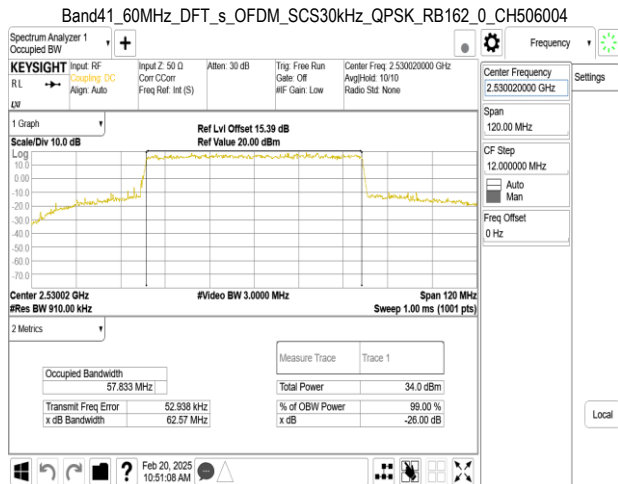 Band41_60MHz_DFT_s_OFDM_SCS30kHz_QPSK_RB162_0_CH506004
Spectrum Analyzer 1
Occupied BW
+
Frequency
KEYSIGHT
Input: RF
Input Z: 50 Ω
Atten: 30 dB
Trig: Free Run
Center Freq: 2.530020000 GHz
RL
Coupling: DC
Corr CCorr
Gate: Off
Avg|Hold: 10/10
Align: Auto
Freq Ref: Int (S)
#IF Gain: Low
Radio Std: None
LXI
Center Frequency
2.530020000 GHz
Settings
Span
120.00 MHz
CF Step
12.000000 MHz
Auto
Man
Freq Offset
0 Hz
Local
1 Graph
Ref Lvl Offset 15.39 dB
Scale/Div 10.0 dB
Ref Value 20.00 dBm
Log
10.0
0.00
-10.0
-20.0
-30.0
-40.0
-50.0
-60.0
-70.0
Center 2.53002 GHz
#Video BW 3.0000 MHz
Span 120 MHz
#Res BW 910.00 kHz
Sweep 1.00 ms (1001 pts)
2 Metrics
Measure Trace
Trace 1
Occupied Bandwidth
57.833 MHz
Total Power
34.0 dBm
Transmit Freq Error
52.938 kHz
% of OBW Power
99.00 %
x dB Bandwidth
62.57 MHz
x dB
-26.00 dB
?
Feb 20, 2025
10:51:08 AM